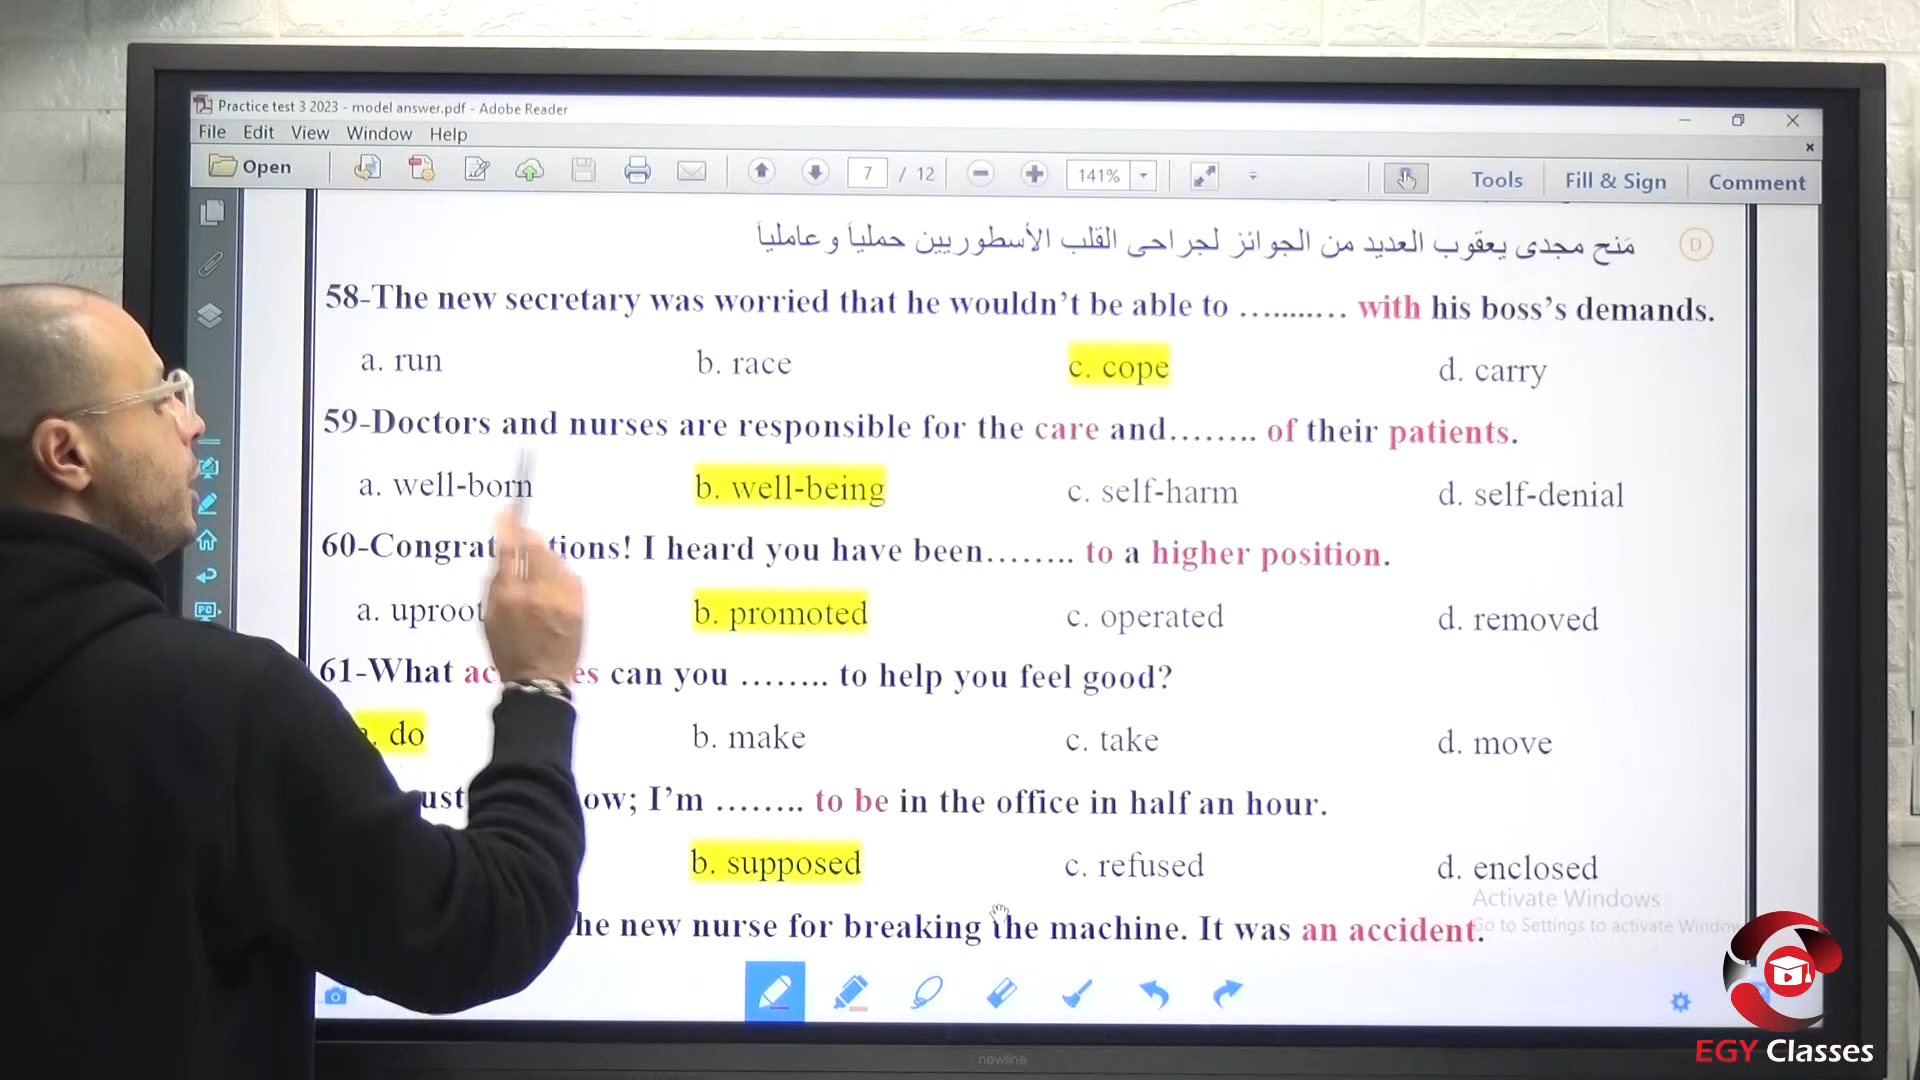 Practice test 3 2023 - model answer.pdf - Adobe Reader
File Edit View Window Help
Open 7 / 12 141% Tools Fill & Sign Comment
مَنح مجدى يعقوب العديد من الجوائز لجراحى القلب الأسطوريين حملياَ و عاملياَ D
58-The new secretary was worried that he wouldn’t be able to …......… with his boss’s demands.
a. run b. race c. cope d. carry
59-Doctors and nurses are responsible for the care and…….. of their patients.
a. well-born b. well-being c. self-harm d. self-denial
60-Congrat tions! I heard you have been…….. to a higher position.
a. uproot b. promoted c. operated d. removed
61-What ac es can you …….. to help you feel good?
. do b. make c. take d. move
ust ow; I’m …….. to be in the office in half an hour.
b. supposed c. refused d. enclosed
Activate Windows
Go to Settings to activate Window
he new nurse for breaking the machine. It was an accident.
newline
EGY Classes